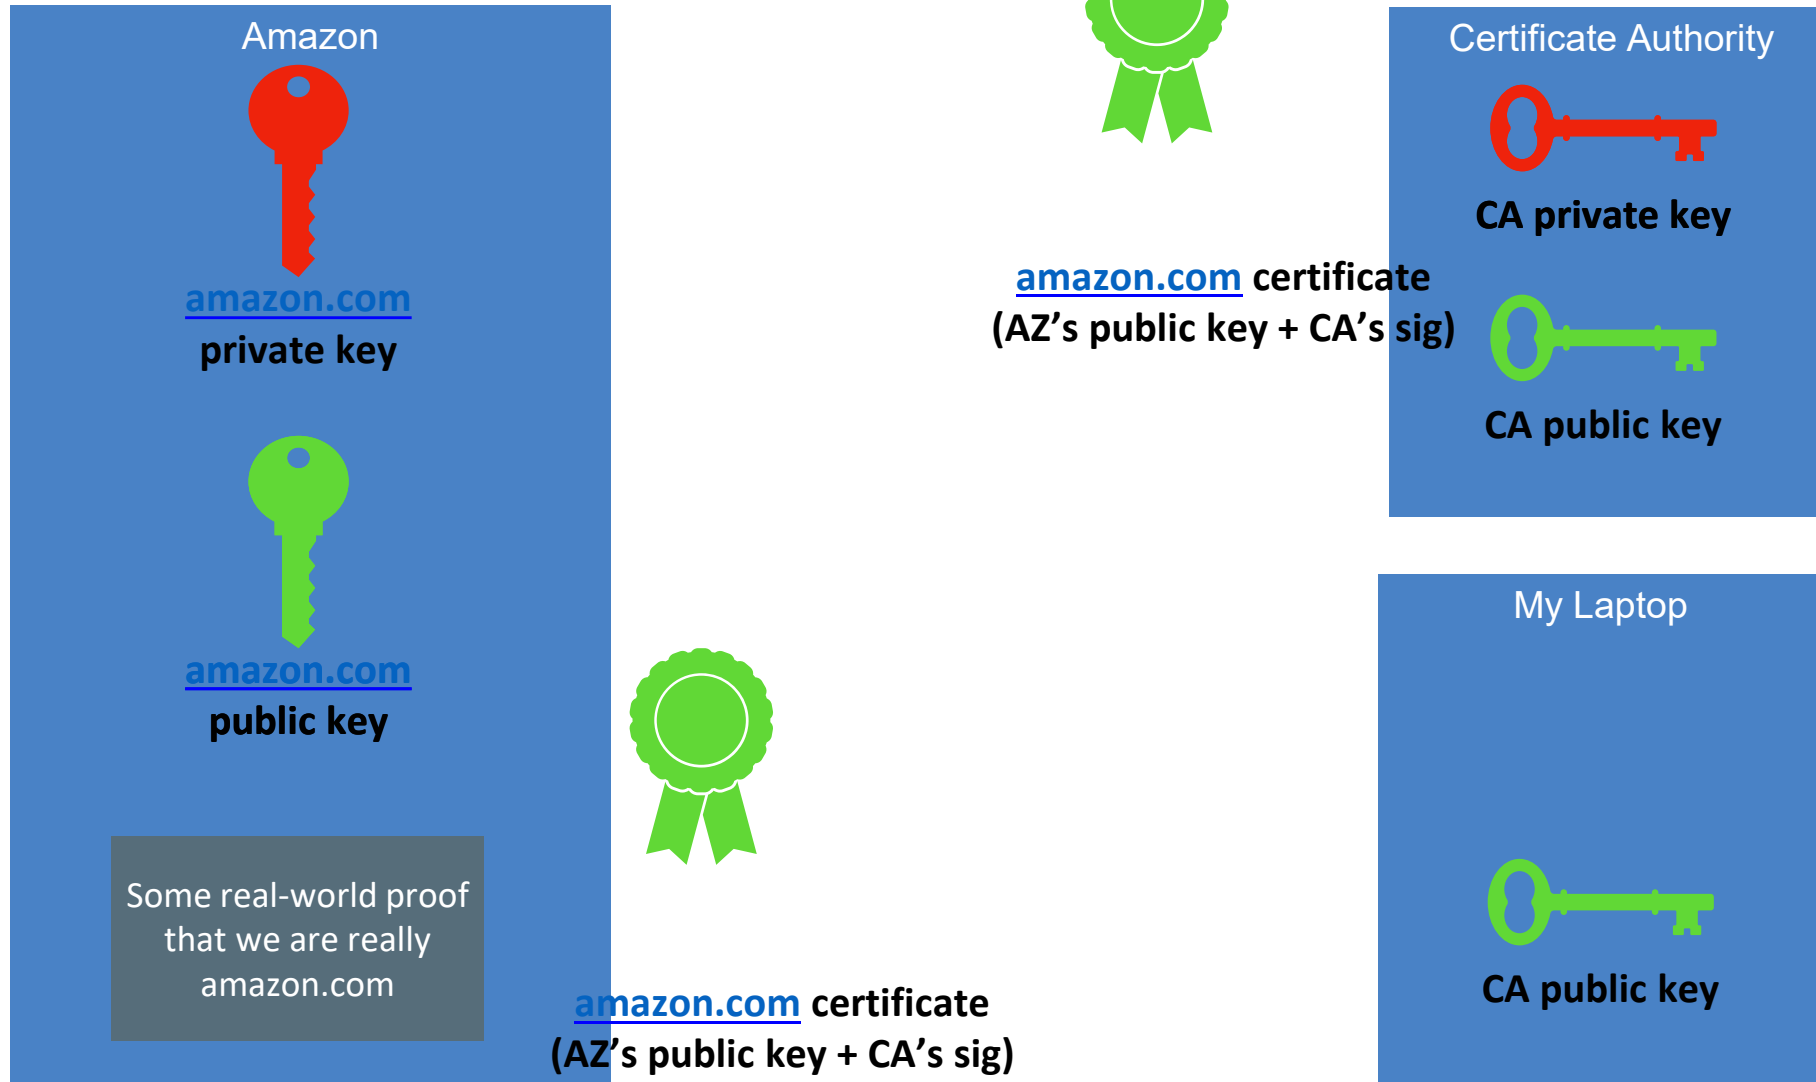 Amazon
amazon.com
private key
amazon.com
public key
Some real-world proof
that we are really
amazon.com
amazon.com certificate
(AZ’s public key + CA’s sig)
amazon.com certificate
(AZ’s public key + CA’s sig)
Certificate Authority
CA private key
CA public key
My Laptop
CA public key